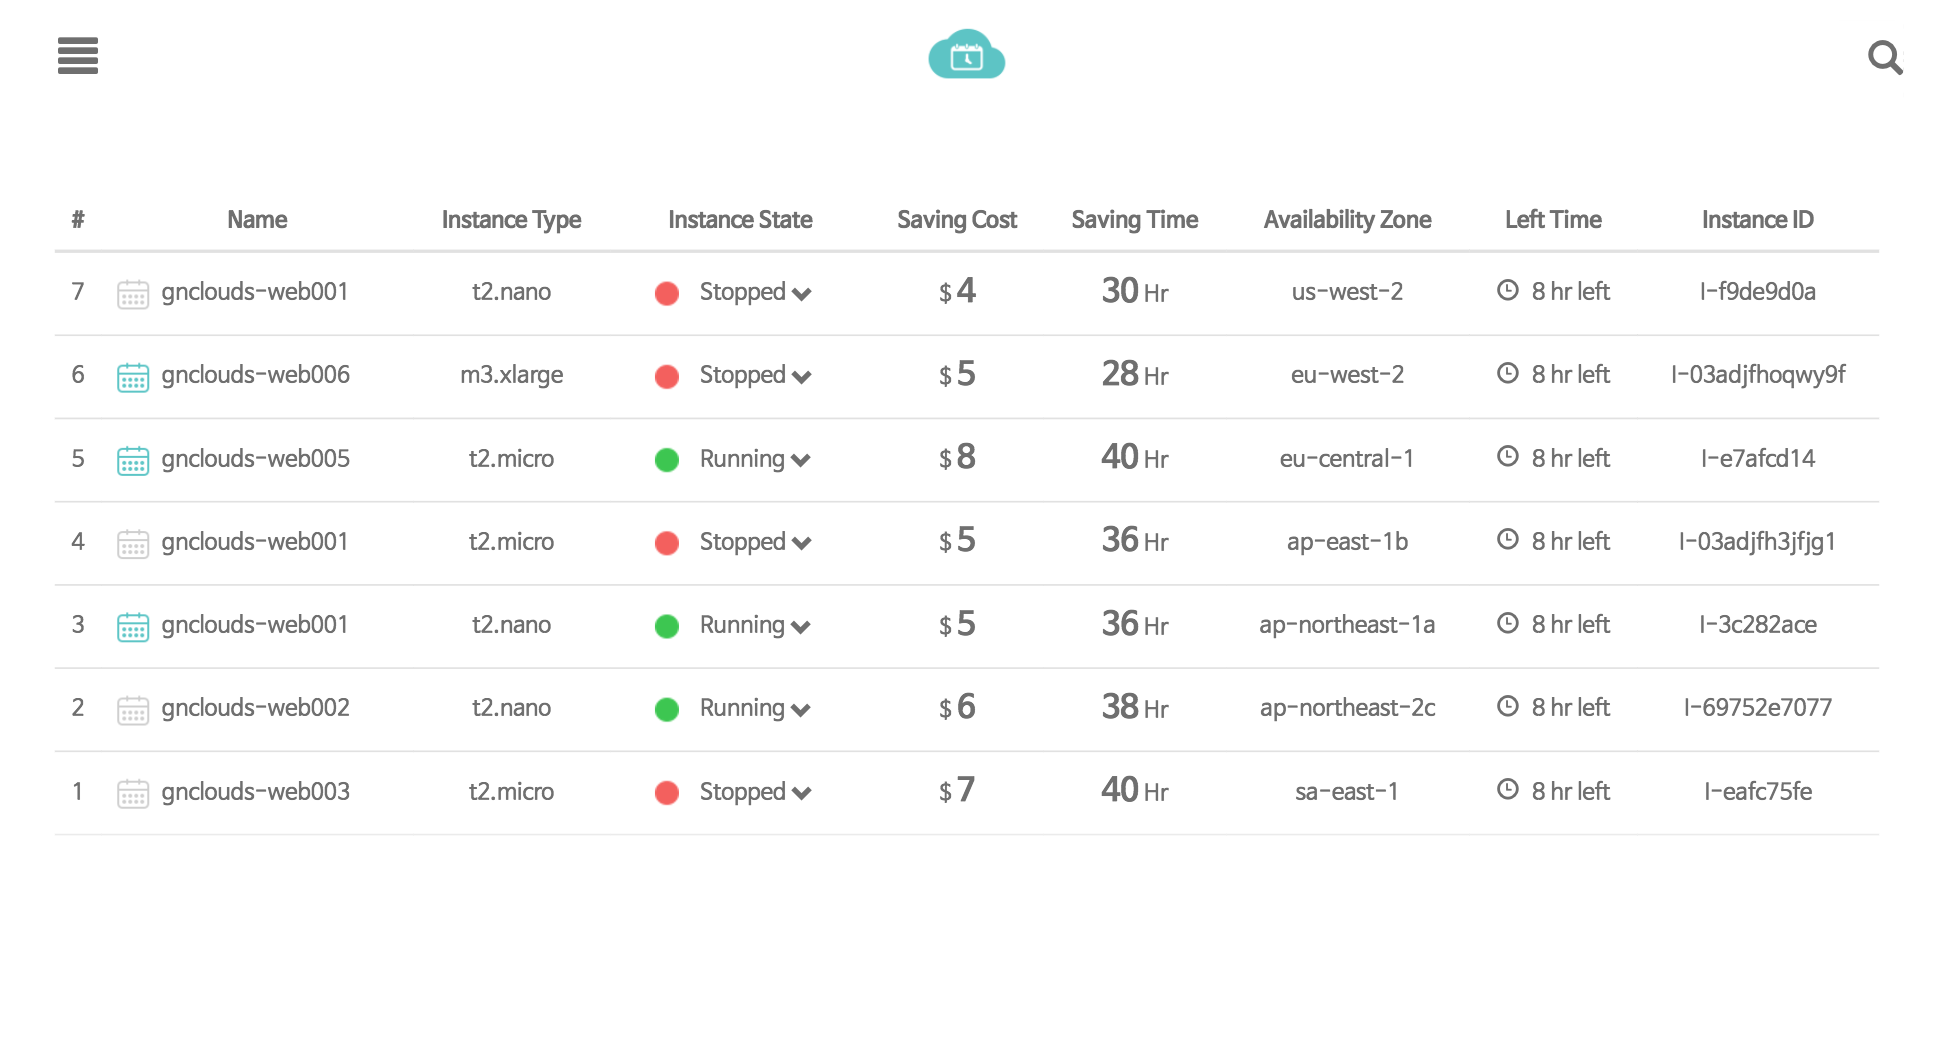 # Name Instance Type Instance State Saving Cost Saving Time Availability Zone Left Time Instance ID
7 gnclouds-web001 t2.nano Stopped $ 4 30 Hr us-west-2 8 hr left I-f9de9d0a
6 gnclouds-web006 m3.xlarge Stopped $ 5 28 Hr eu-west-2 8 hr left I-03adjfhoqwy9f
5 gnclouds-web005 t2.micro Running $ 8 40 Hr eu-central-1 8 hr left I-e7afcd14
4 gnclouds-web001 t2.micro Stopped $ 5 36 Hr ap-east-1b 8 hr left I-03adjfh3jfjg1
3 gnclouds-web001 t2.nano Running $ 5 36 Hr ap-northeast-1a 8 hr left I-3c282ace
2 gnclouds-web002 t2.nano Running $ 6 38 Hr ap-northeast-2c 8 hr left I-69752e7077
1 gnclouds-web003 t2.micro Stopped $ 7 40 Hr sa-east-1 8 hr left I-eafc75fe